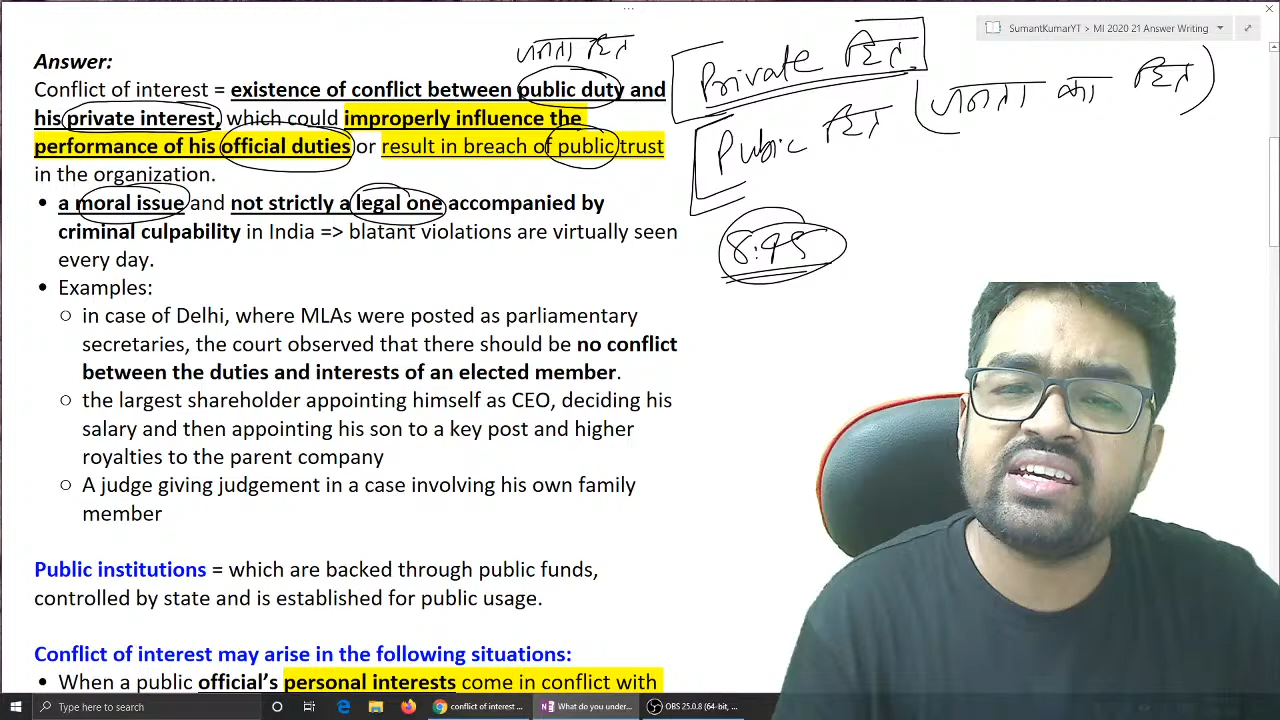 SumantKumarYT > MI 2020 21 Answer Writing
जनता हित
Private हित
Pubic हित (जनता का हित)
8:45
Answer:
Conflict of interest = existence of conflict between public duty and
his private interest, which could improperly influence the
performance of his official duties or result in breach of public trust
in the organization.
• a moral issue and not strictly a legal one accompanied by
criminal culpability in India => blatant violations are virtually seen
every day.
• Examples:
○ in case of Delhi, where MLAs were posted as parliamentary
secretaries, the court observed that there should be no conflict
between the duties and interests of an elected member.
○ the largest shareholder appointing himself as CEO, deciding his
salary and then appointing his son to a key post and higher
royalties to the parent company
○ A judge giving judgement in a case involving his own family
member
Public institutions = which are backed through public funds,
controlled by state and is established for public usage.
Conflict of interest may arise in the following situations:
• When a public official's personal interests come in conflict with
Type here to search
conflict of interest ...
What do you under...
OBS 25.0.8 (64-bit, ...